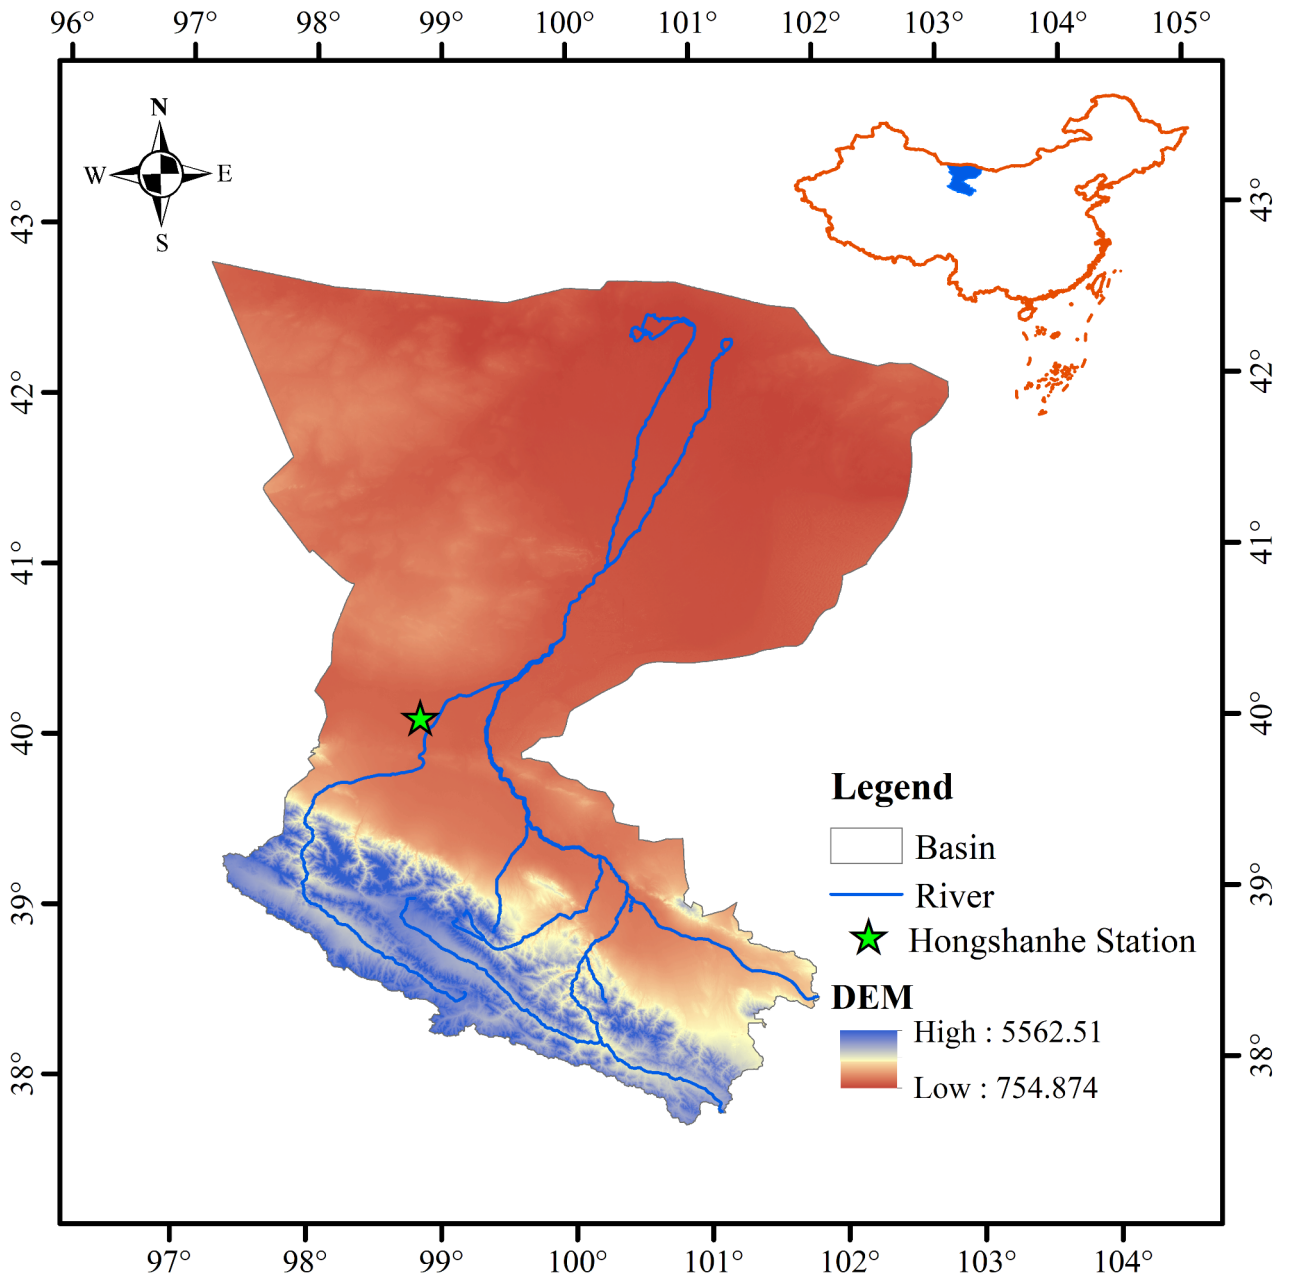 96° 97° 98° 99° 100° 101° 102° 103° 104° 105°
N
W E
S
43° 43°
42° 42°
41° 41°
40° 40°
39° 39°
38° 38°
Legend
Basin
River
Hongshanhe Station
DEM
High : 5562.51
Low : 754.874
97° 98° 99° 100° 101° 102° 103° 104°